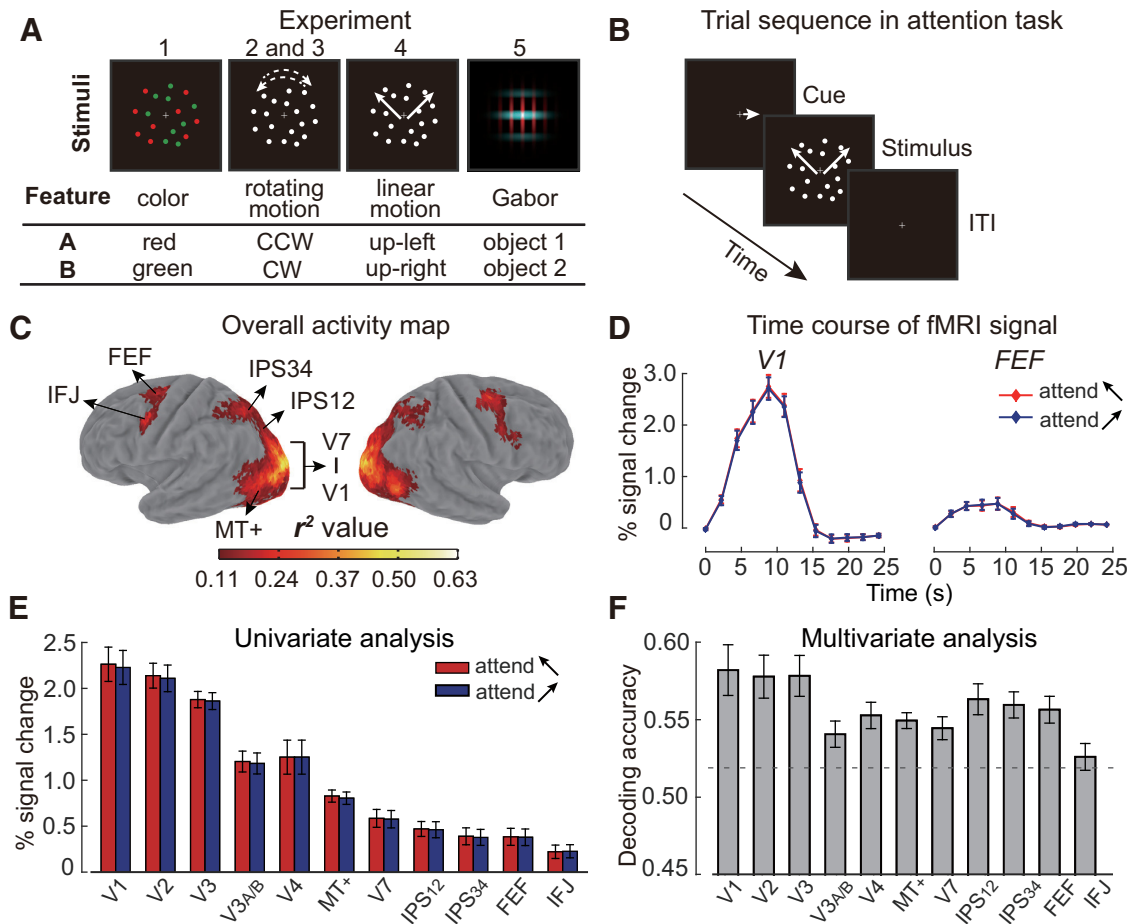 A
Experiment
1
2 and 3
4
5
Stimuli
Feature
color
rotating motion
linear motion
Gabor
A
red
CCW
up-left
object 1
B
green
CW
up-right
object 2
B
Trial sequence in attention task
Cue
Stimulus
ITI
Time
C
Overall activity map
FEF
IFJ
IPS34
IPS12
V7
I
V1
MT+
r² value
0.11 0.24 0.37 0.50 0.63
D
Time course of fMRI signal
V1
FEF
attend
attend
% signal change
3.0
2.0
1.0
0
0 5 10 15 20 25
0 5 10 15 20 25
Time (s)
E
Univariate analysis
attend
attend
% signal change
2.5
2.0
1.5
1.0
0.5
0
V1 V2 V3 V3A/B V4 MT+ V7 IPS12 IPS34 FEF IFJ
F
Multivariate analysis
Decoding accuracy
0.60
0.55
0.50
0.45
V1 V2 V3 V3A/B V4 MT+ V7 IPS12 IPS34 FEF IFJ